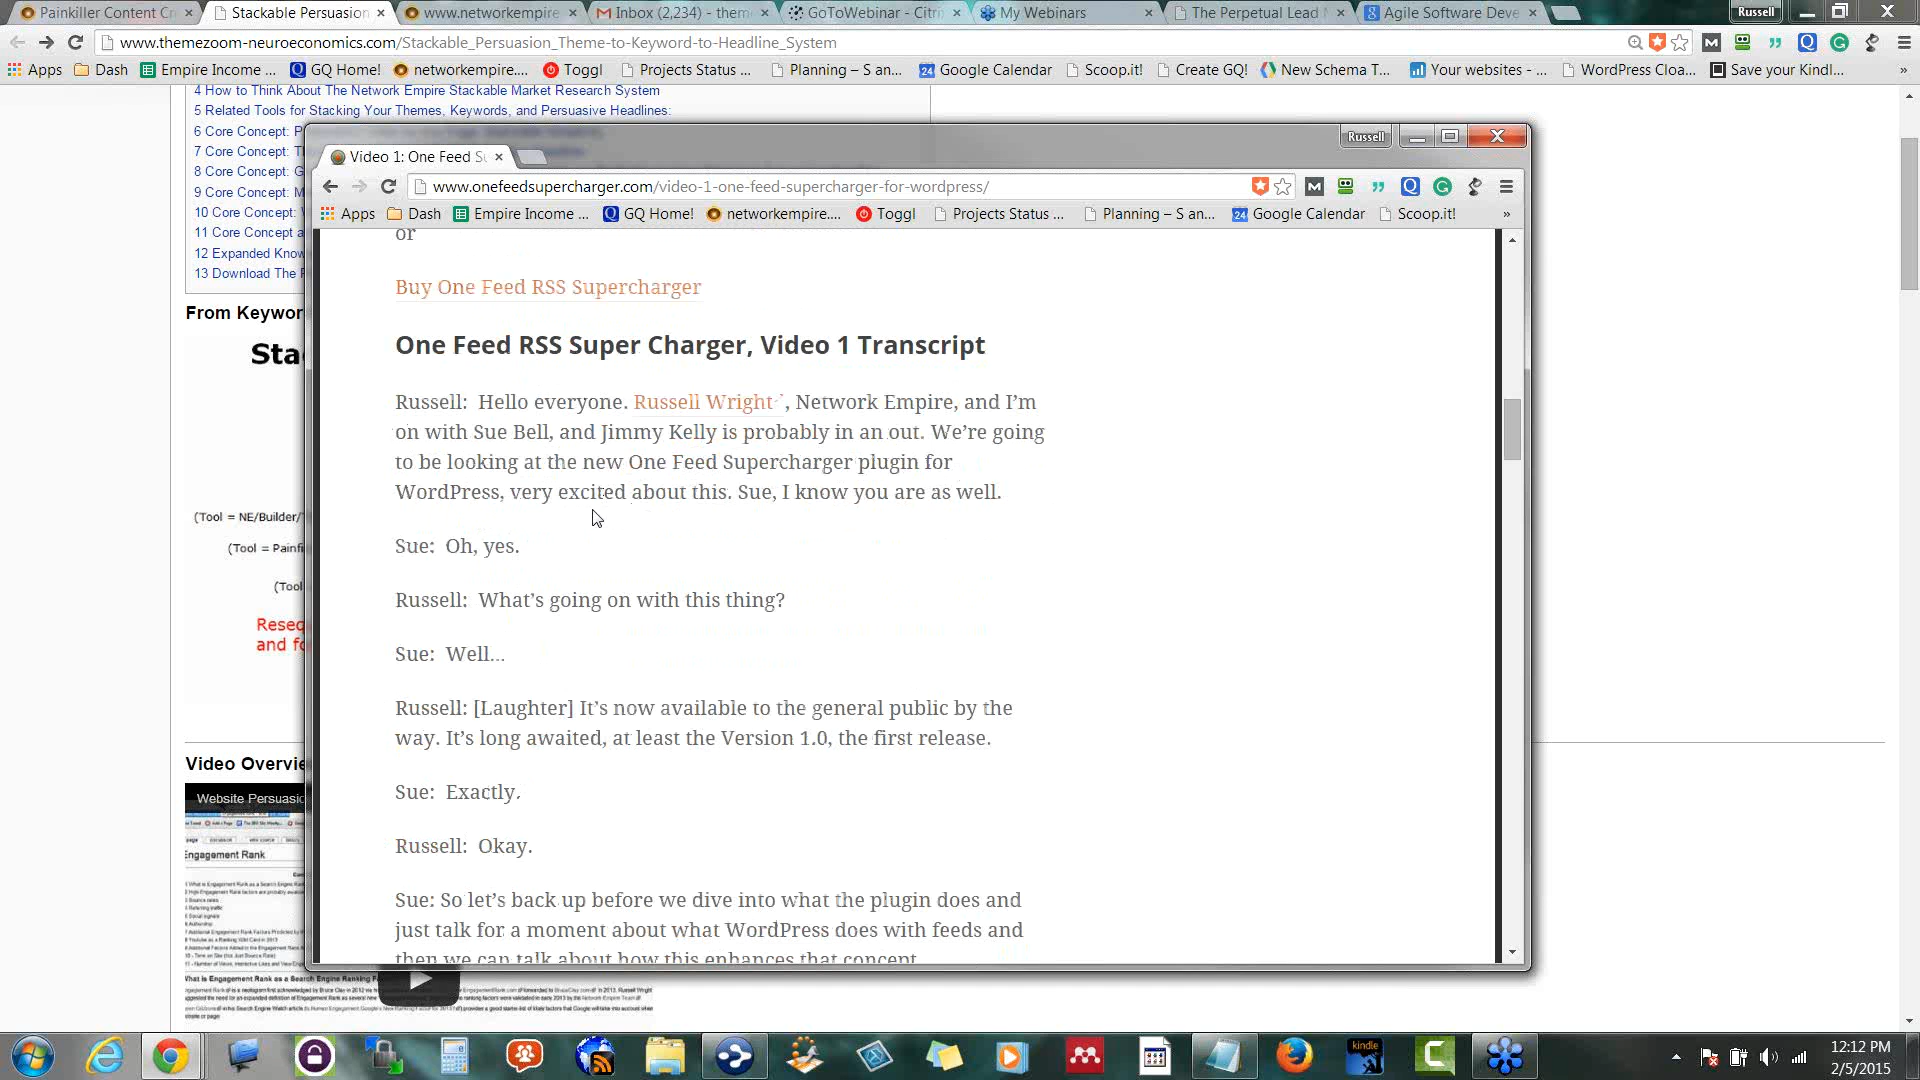 Painkiller Content Cr
Stackable Persuasion
www.networkempire
Inbox (2,234) - them
GoToWebinar - Citri
My Webinars
The Perpetual Lead
Agile Software Deve
Russell
www.themezoom-neuroeconomics.com/Stackable_Persuasion_Theme-to-Keyword-to-Headline_System
Apps Dash Empire Income ... GQ Home! networkempire.... Toggl Projects Status ... Planning – S an... Google Calendar Scoop.it! Create GQ! New Schema T... Your websites - ... WordPress Cloa... Save your Kindl... »
4 How to Think About The Network Empire Stackable Market Research System
5 Related Tools for Stacking Your Themes, Keywords, and Persuasive Headlines:
6 Core Concept: P
7 Core Concept: T
8 Core Concept: G
9 Core Concept: M
10 Core Concept:
11 Core Concept a
12 Expanded Know
13 Download The
From Keywor
Sta
(Tool = NE/Builder/
(Tool = Painfi
(Tool
Reseq
and fo
Video Overvie
Website Persuasio
Engagement Rank
Russell
Video 1: One Feed Su
www.onefeedsupercharger.com/video-1-one-feed-supercharger-for-wordpress/
Apps Dash Empire Income ... GQ Home! networkempire.... Toggl Projects Status ... Planning – S an... Google Calendar Scoop.it! »
or
Buy One Feed RSS Supercharger
One Feed RSS Super Charger, Video 1 Transcript
Russell: Hello everyone. Russell Wright, Network Empire, and I’m
on with Sue Bell, and Jimmy Kelly is probably in an out. We’re going
to be looking at the new One Feed Supercharger plugin for
WordPress, very excited about this. Sue, I know you are as well.
Sue: Oh, yes.
Russell: What’s going on with this thing?
Sue: Well…
Russell: [Laughter] It’s now available to the general public by the
way. It’s long awaited, at least the Version 1.0, the first release.
Sue: Exactly.
Russell: Okay.
Sue: So let’s back up before we dive into what the plugin does and
just talk for a moment about what WordPress does with feeds and
then we can talk about how this enhances that concept
What is Engagement Rank as a Search Engine Ranking F
kindle
12:12 PM
2/5/2015